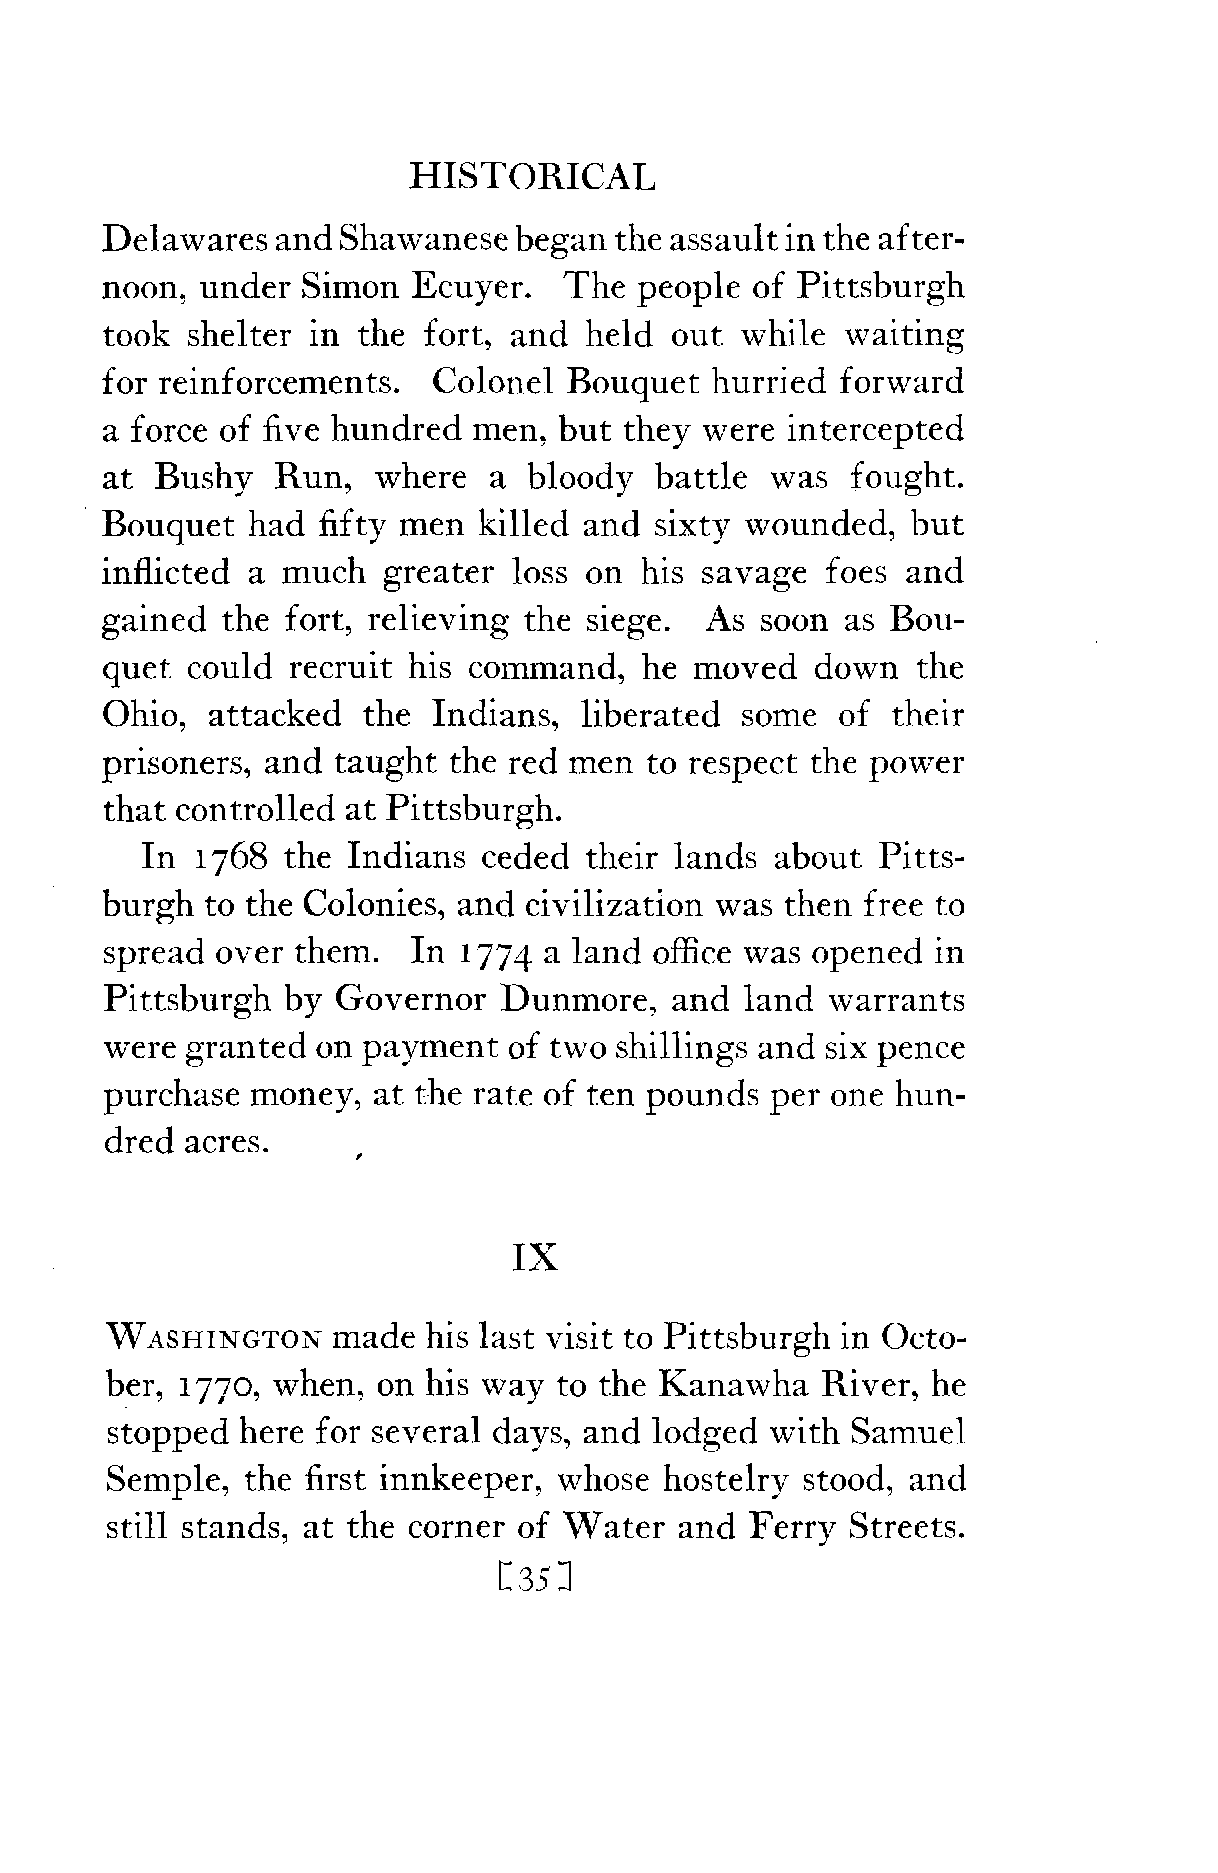 HISTORICAL
Delawares and Shawanese began the assault in the after-
noon, under Simon Ecuyer. The people of Pittsburgh
took shelter in the fort, and held out while waiting
for reinforcements. Colonel Bouquet hurried forward
a force of five hundred men, but they were intercepted
at Bushy Run, where a bloody battle was fought.
Bouquet had fifty men killed and sixty wounded, but
inflicted a much greater loss on his savage foes and
gained the fort, relieving the siege. As soon as Bou-
quet could recruit his command, he moved down the
Ohio, attacked the Indians, liberated some of their
prisoners, and taught the red men to respect the power
that controlled at Pittsburgh.
In 1768 the Indians ceded their lands about Pitts-
burgh to the Colonies, and civilization was then free to
spread over them. In 1774 a land office was opened in
Pittsburgh by Governor Dunmore, and land warrants
were granted on payment of two shillings and six pence
purchase money, at the rate of ten pounds per one hun-
dred acres.
IX
WASHINGTON made his last visit to Pittsburgh in Octo-
ber, 1770, when, on his way to the Kanawha River, he
stopped here for several days, and lodged with Samuel
Semple, the first innkeeper, whose hostelry stood, and
still stands, at the corner of Water and Ferry Streets.
[35]